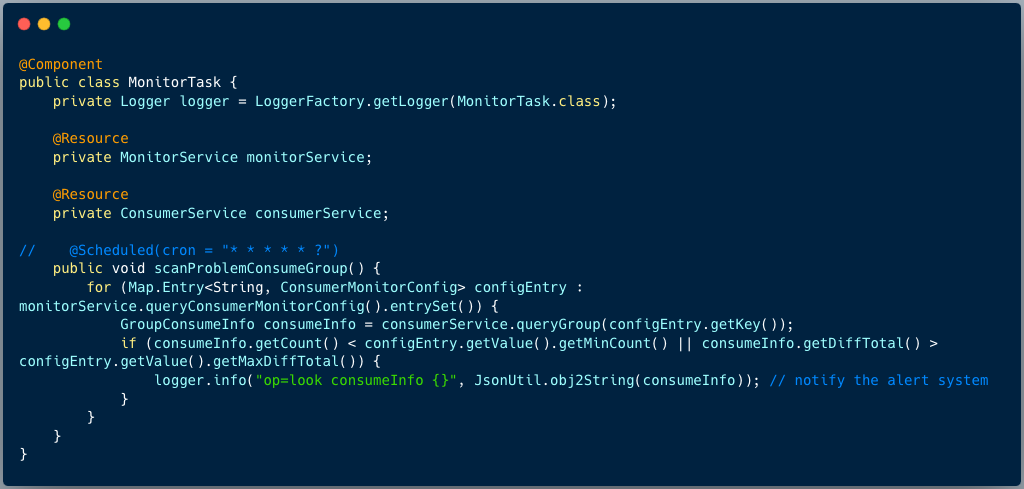 @Component
public class MonitorTask {
    private Logger logger = LoggerFactory.getLogger(MonitorTask.class);

    @Resource
    private MonitorService monitorService;

    @Resource
    private ConsumerService consumerService;

//    @Scheduled(cron = "* * * * * ?")
    public void scanProblemConsumeGroup() {
        for (Map.Entry<String, ConsumerMonitorConfig> configEntry :
monitorService.queryConsumerMonitorConfig().entrySet()) {
            GroupConsumeInfo consumeInfo = consumerService.queryGroup(configEntry.getKey());
            if (consumeInfo.getCount() < configEntry.getValue().getMinCount() || consumeInfo.getDiffTotal() >
configEntry.getValue().getMaxDiffTotal()) {
                logger.info("op=look consumeInfo {}", JsonUtil.obj2String(consumeInfo)); // notify the alert system
            }
        }
    }
}